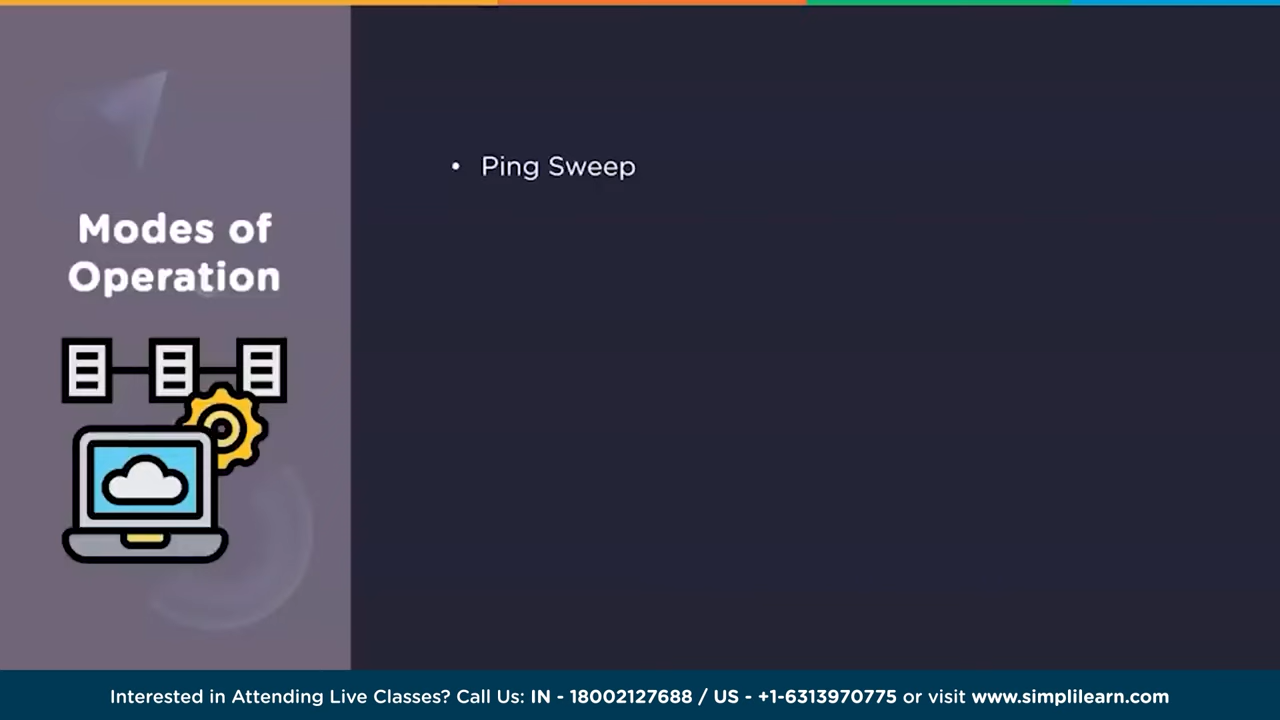 Modes of
Operation
• Ping Sweep
Interested in Attending Live Classes? Call Us: IN - 18002127688 / US - +1-6313970775 or visit www.simplilearn.com